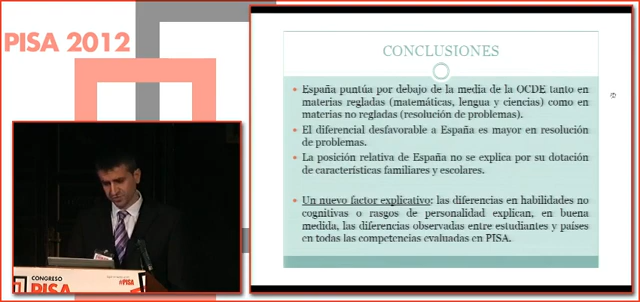 PISA 2012
CONCLUSIONES
España puntúa por debajo de la media de la OCDE tanto en
materias regladas (matemáticas, lengua y ciencias) como en
materias no regladas (resolución de problemas).
El diferencial desfavorable a España es mayor en resolución
de problemas.
La posición relativa de España no se explica por su dotación
de características familiares y escolares.
Un nuevo factor explicativo: las diferencias en habilidades no
cognitivas o rasgos de personalidad explican, en buena
medida, las diferencias observadas entre estudiantes y países
en todas las competencias evaluadas en PISA.
CONGRESO
PISA
#PISA